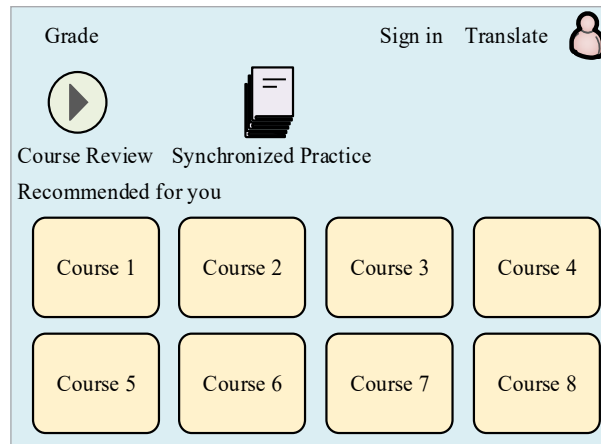 Grade Sign in Translate
Course Review Synchronized Practice
Recommended for you
Course 1 Course 2 Course 3 Course 4
Course 5 Course 6 Course 7 Course 8